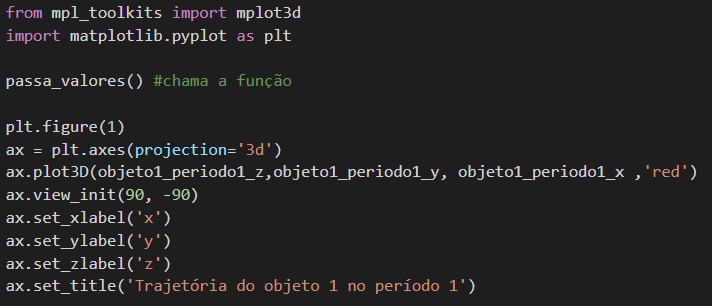 from mpl_toolkits import mplot3d
import matplotlib.pyplot as plt
passa_valores() #chama a função
plt.figure(1)
ax = plt.axes(projection='3d')
ax.plot3D(objeto1_periodo1_z,objeto1_periodo1_y, objeto1_periodo1_x ,'red')
ax.view_init(90, -90)
ax.set_xlabel('x')
ax.set_ylabel('y')
ax.set_zlabel('z')
ax.set_title('Trajetória do objeto 1 no período 1')